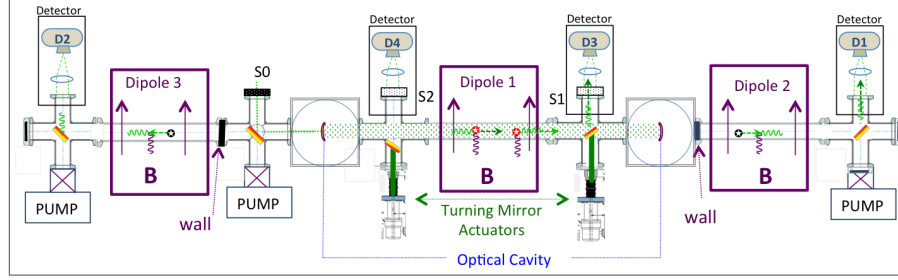 Detector
D2
Dipole 3
B
PUMP
wall
S0
PUMP
Detector
D4
S2
Dipole 1
B
S1
Detector
D3
Turning Mirror
Actuators
Optical Cavity
wall
Dipole 2
B
Detector
D1
PUMP